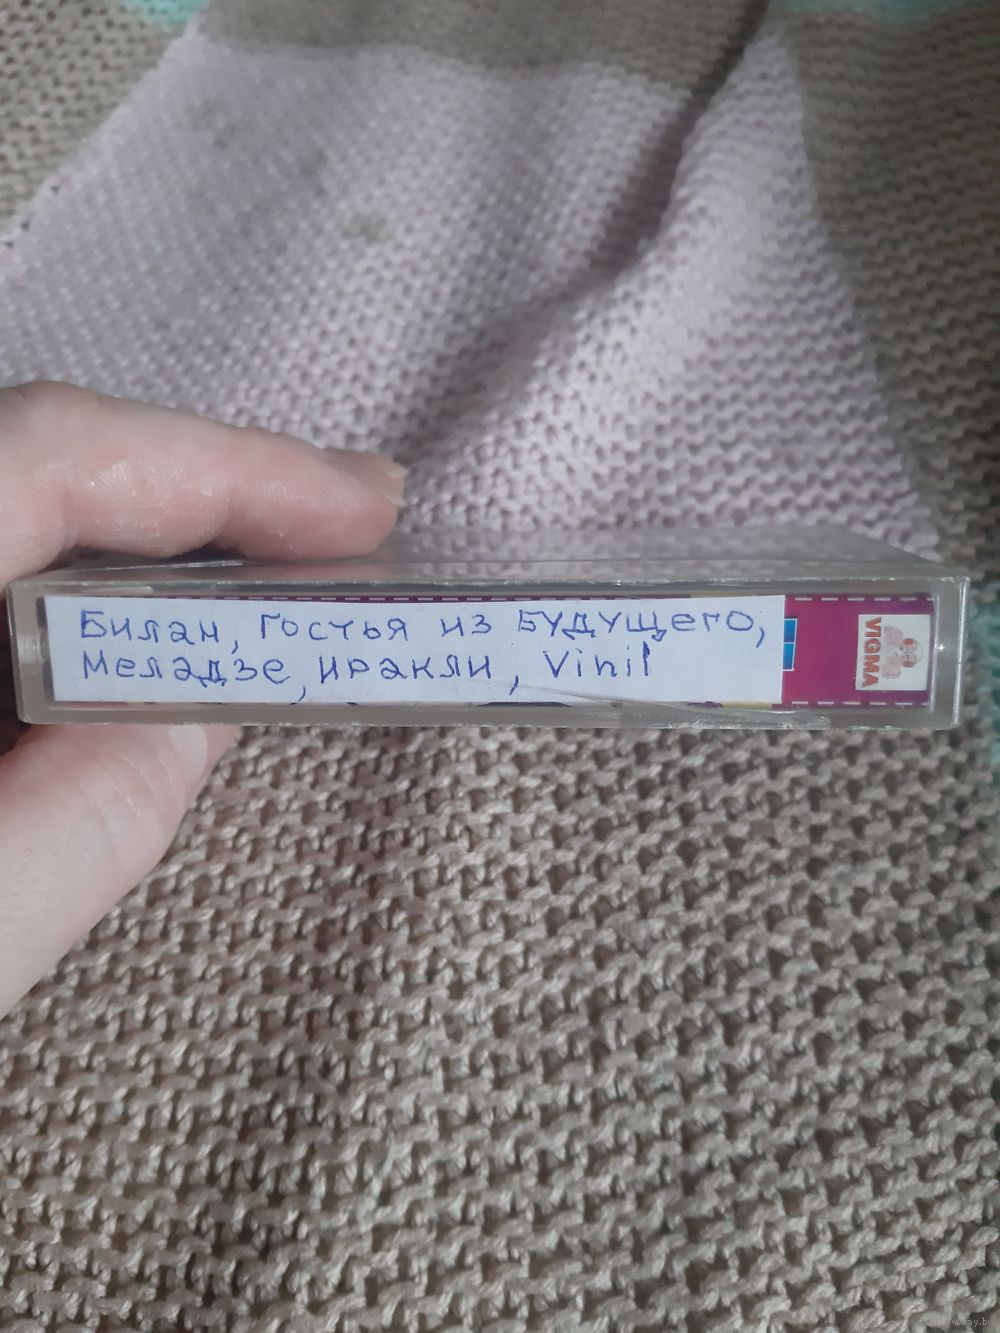 Билан, Гостья из Будущего,
Меладзе, Иракли, Vinil
VIGMA